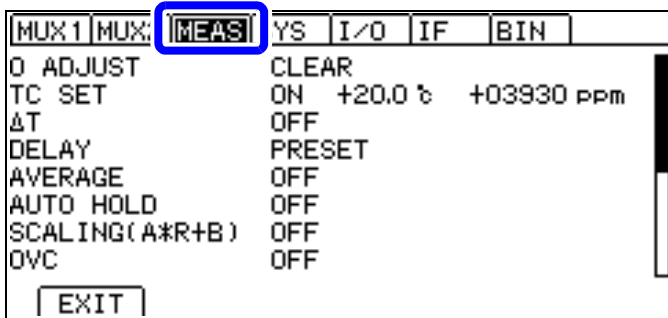 MUX1 MUX MEAS YS I/O IF BIN
0 ADJUST CLEAR
TC SET ON +20.0 ℃ +03930 ppm
ΔT OFF
DELAY PRESET
AVERAGE OFF
AUTO HOLD OFF
SCALING(A*R+B) OFF
OVC OFF
EXIT